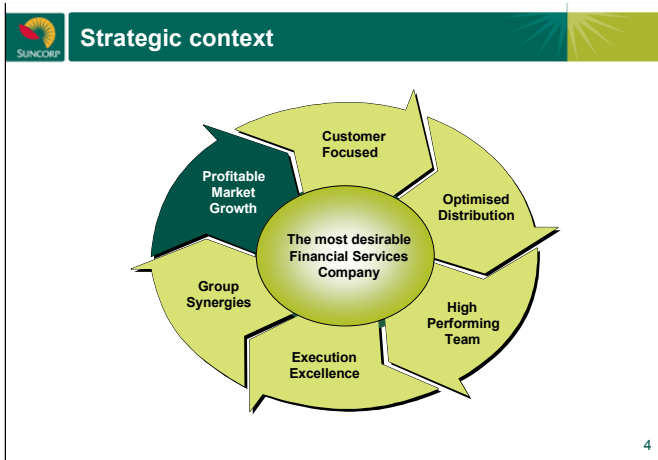 SUNCORP
Strategic context
Customer
Focused
Optimised
Distribution
High
Performing
Team
Execution
Excellence
Group
Synergies
Profitable
Market
Growth
The most desirable
Financial Services
Company
4